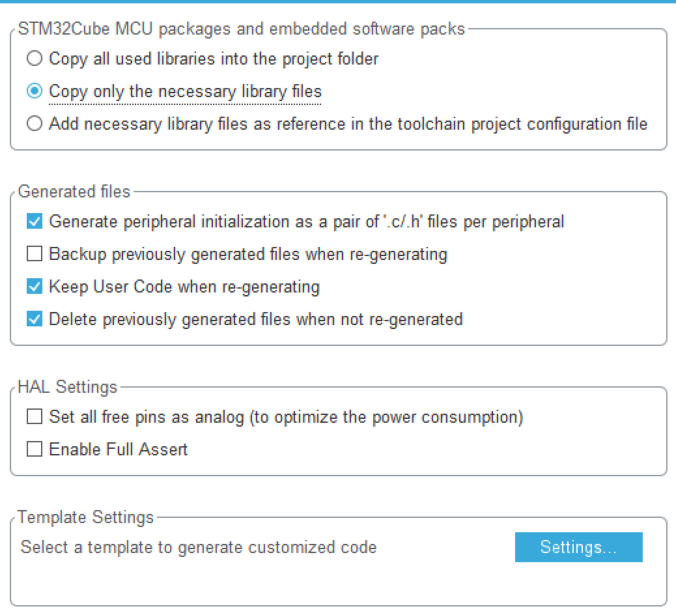 STM32Cube MCU packages and embedded software packs
Copy all used libraries into the project folder
Copy only the necessary library files
Add necessary library files as reference in the toolchain project configuration file
Generated files
Generate peripheral initialization as a pair of '.c/.h' files per peripheral
Backup previously generated files when re-generating
Keep User Code when re-generating
Delete previously generated files when not re-generated
HAL Settings
Set all free pins as analog (to optimize the power consumption)
Enable Full Assert
Template Settings
Select a template to generate customized code Settings...